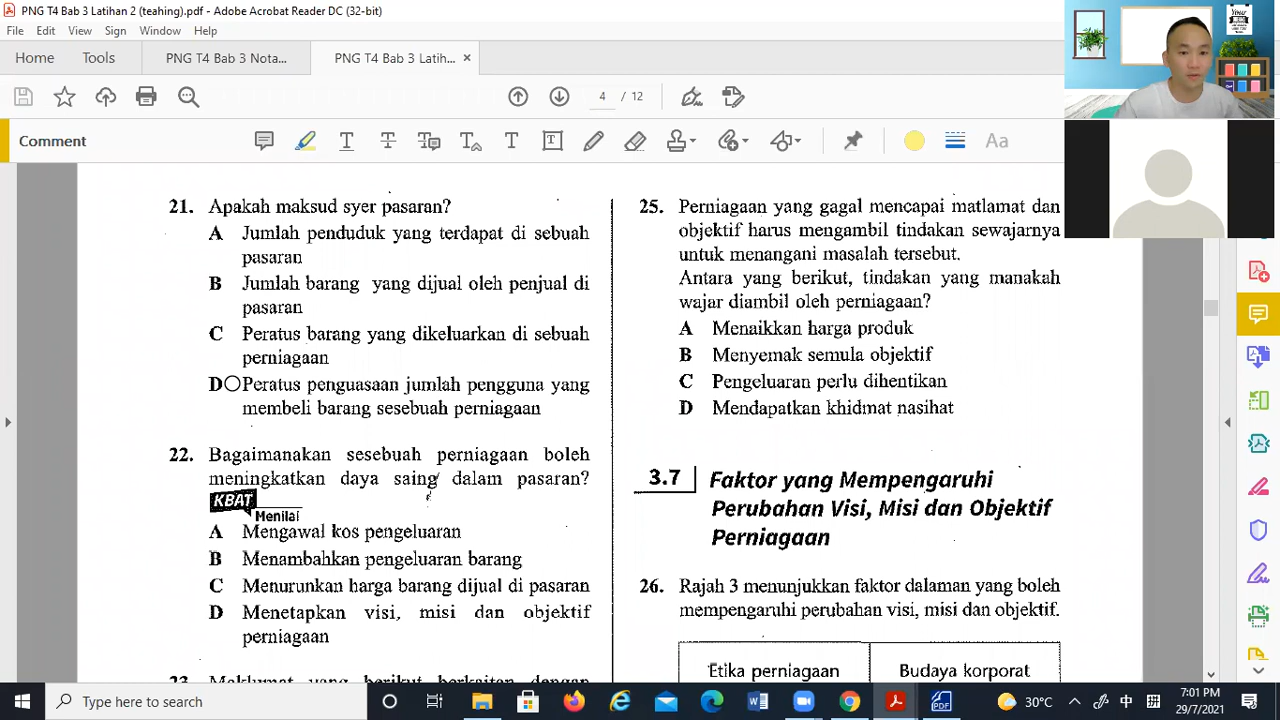 PNG T4 Bab 3 Latihan 2 (teahing).pdf - Adobe Acrobat Reader DC (32-bit)
File Edit View Sign Window Help
Home Tools PNG T4 Bab 3 Nota... PNG T4 Bab 3 Latih... ×
4 / 12
Comment
Aa
21. Apakah maksud syer pasaran?
A Jumlah penduduk yang terdapat di sebuah
pasaran
B Jumlah barang yang dijual oleh penjual di
pasaran
C Peratus barang yang dikeluarkan di sebuah
perniagaan
D Peratus penguasaan jumlah pengguna yang
membeli barang sesebuah perniagaan
22. Bagaimanakan sesebuah perniagaan boleh
meningkatkan daya saing dalam pasaran?
KBAT
Menilai
A Mengawal kos pengeluaran
B Menambahkan pengeluaran barang
C Menurunkan harga barang dijual di pasaran
D Menetapkan visi, misi dan objektif
perniagaan
23. Maklumat yang berikut berkaitan dengan
25. Perniagaan yang gagal mencapai matlamat dan
objektif harus mengambil tindakan sewajarnya
untuk menangani masalah tersebut.
Antara yang berikut, tindakan yang manakah
wajar diambil oleh perniagaan?
A Menaikkan harga produk
B Menyemak semula objektif
C Pengeluaran perlu dihentikan
D Mendapatkan khidmat nasihat
3.7 Faktor yang Mempengaruhi
Perubahan Visi, Misi dan Objektif
Perniagaan
26. Rajah 3 menunjukkan faktor dalaman yang boleh
mempengaruhi perubahan visi, misi dan objektif.
Etika perniagaan Budaya korporat
Type here to search
30°C
中
拼
7:01 PM
29/7/2021